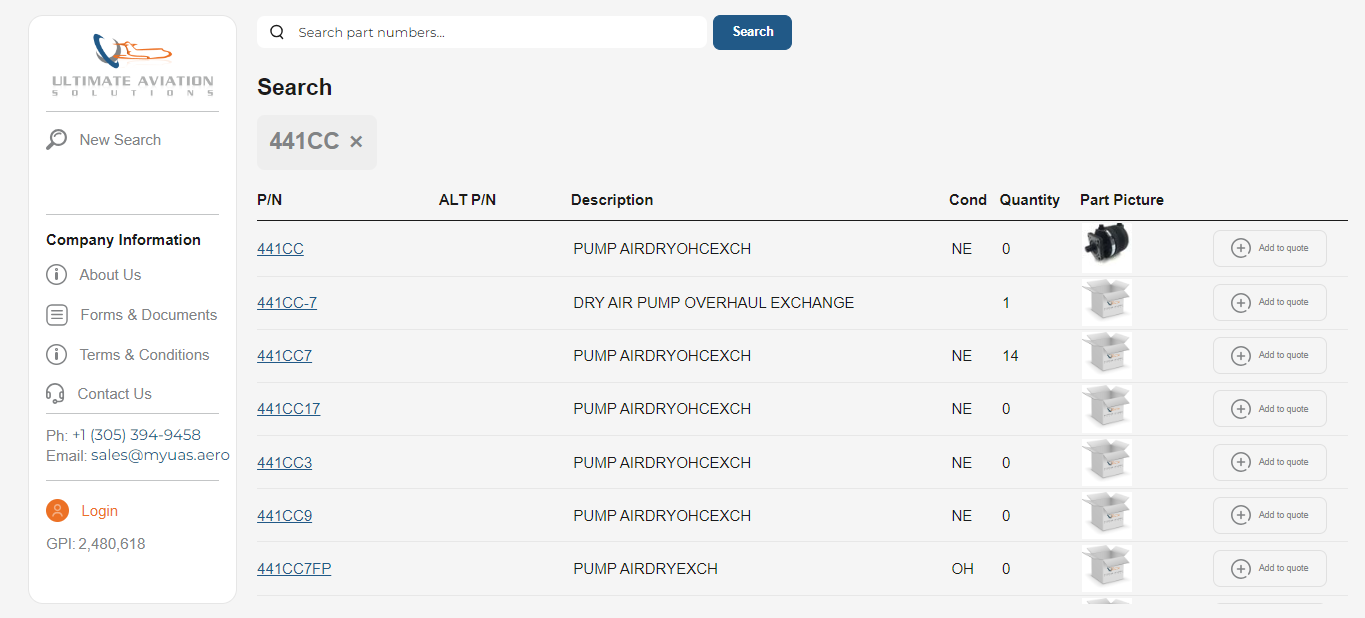 ULTIMATE AVIATION
SOLUTIONS
New Search
Company Information
About Us
Forms & Documents
Terms & Conditions
Contact Us
Ph: +1 (305) 394-9458
Email: sales@myuas.aero
Login
GPI: 2,480,618
Search part numbers...
Search
Search
441CC ×
P/N ALT P/N Description Cond Quantity Part Picture
441CC PUMP AIRDRYOHCEXCH NE 0 Add to quote
441CC-7 DRY AIR PUMP OVERHAUL EXCHANGE 1 Add to quote
441CC7 PUMP AIRDRYOHCEXCH NE 14 Add to quote
441CC17 PUMP AIRDRYOHCEXCH NE 0 Add to quote
441CC3 PUMP AIRDRYOHCEXCH NE 0 Add to quote
441CC9 PUMP AIRDRYOHCEXCH NE 0 Add to quote
441CC7FP PUMP AIRDRYEXCH OH 0 Add to quote